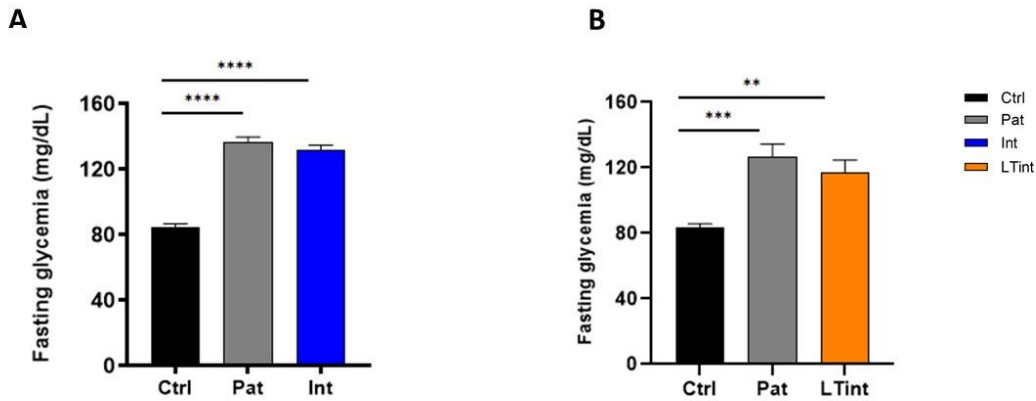 A
Fasting glycemia (mg/dL)
160
120
80
40
0
****
****
Ctrl Pat Int
B
Fasting glycemia (mg/dL)
160
120
80
40
0
**
***
Ctrl Pat LTint
Ctrl
Pat
Int
LTint